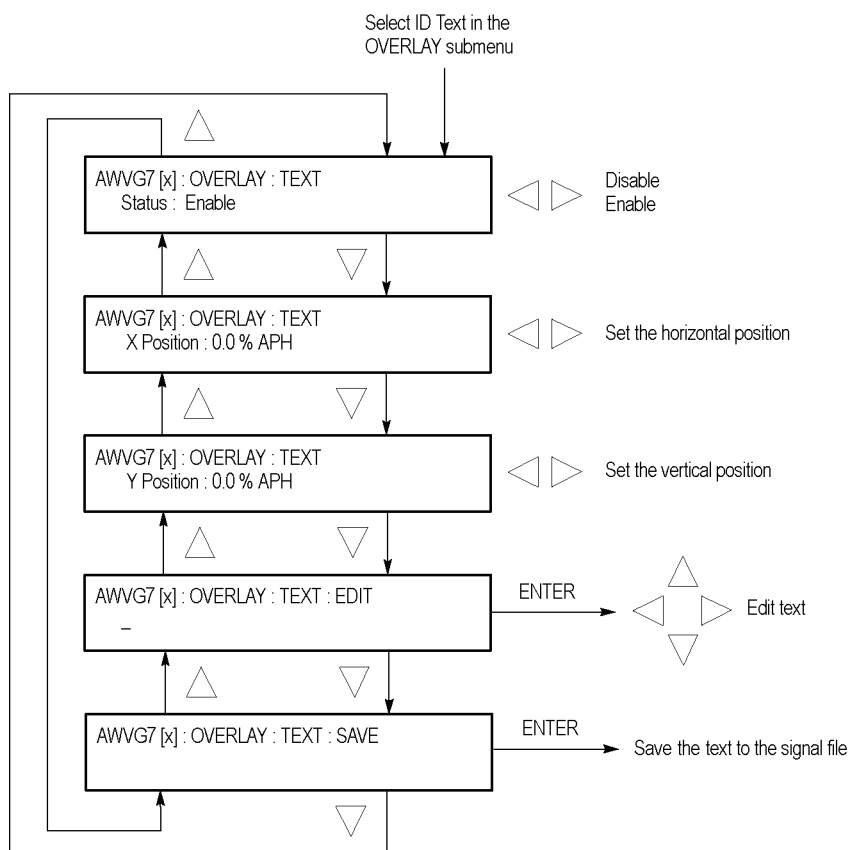 Select ID Text in the
OVERLAY submenu
AWVG7 [x] : OVERLAY : TEXT
Status : Enable
Disable
Enable
AWVG7 [x] : OVERLAY : TEXT
X Position : 0.0 % APH
Set the horizontal position
AWVG7 [x] : OVERLAY : TEXT
Y Position : 0.0 % APH
Set the vertical position
AWVG7 [x] : OVERLAY : TEXT : EDIT
_
ENTER
Edit text
AWVG7 [x] : OVERLAY : TEXT : SAVE
ENTER
Save the text to the signal file